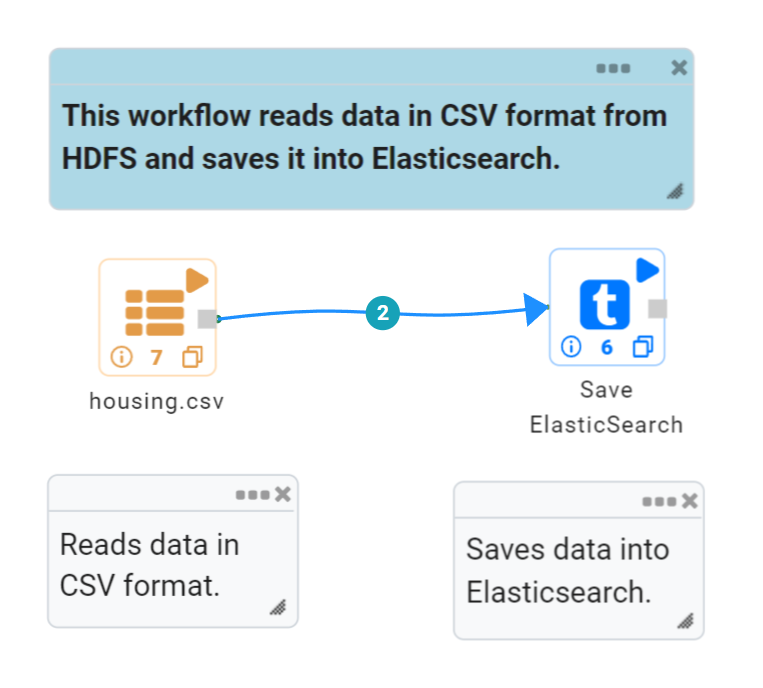 This workflow reads data in CSV format from
HDFS and saves it into Elasticsearch.
2
t
7
6
housing.csv
Save
ElasticSearch
Reads data in
CSV format.
Saves data into
Elasticsearch.